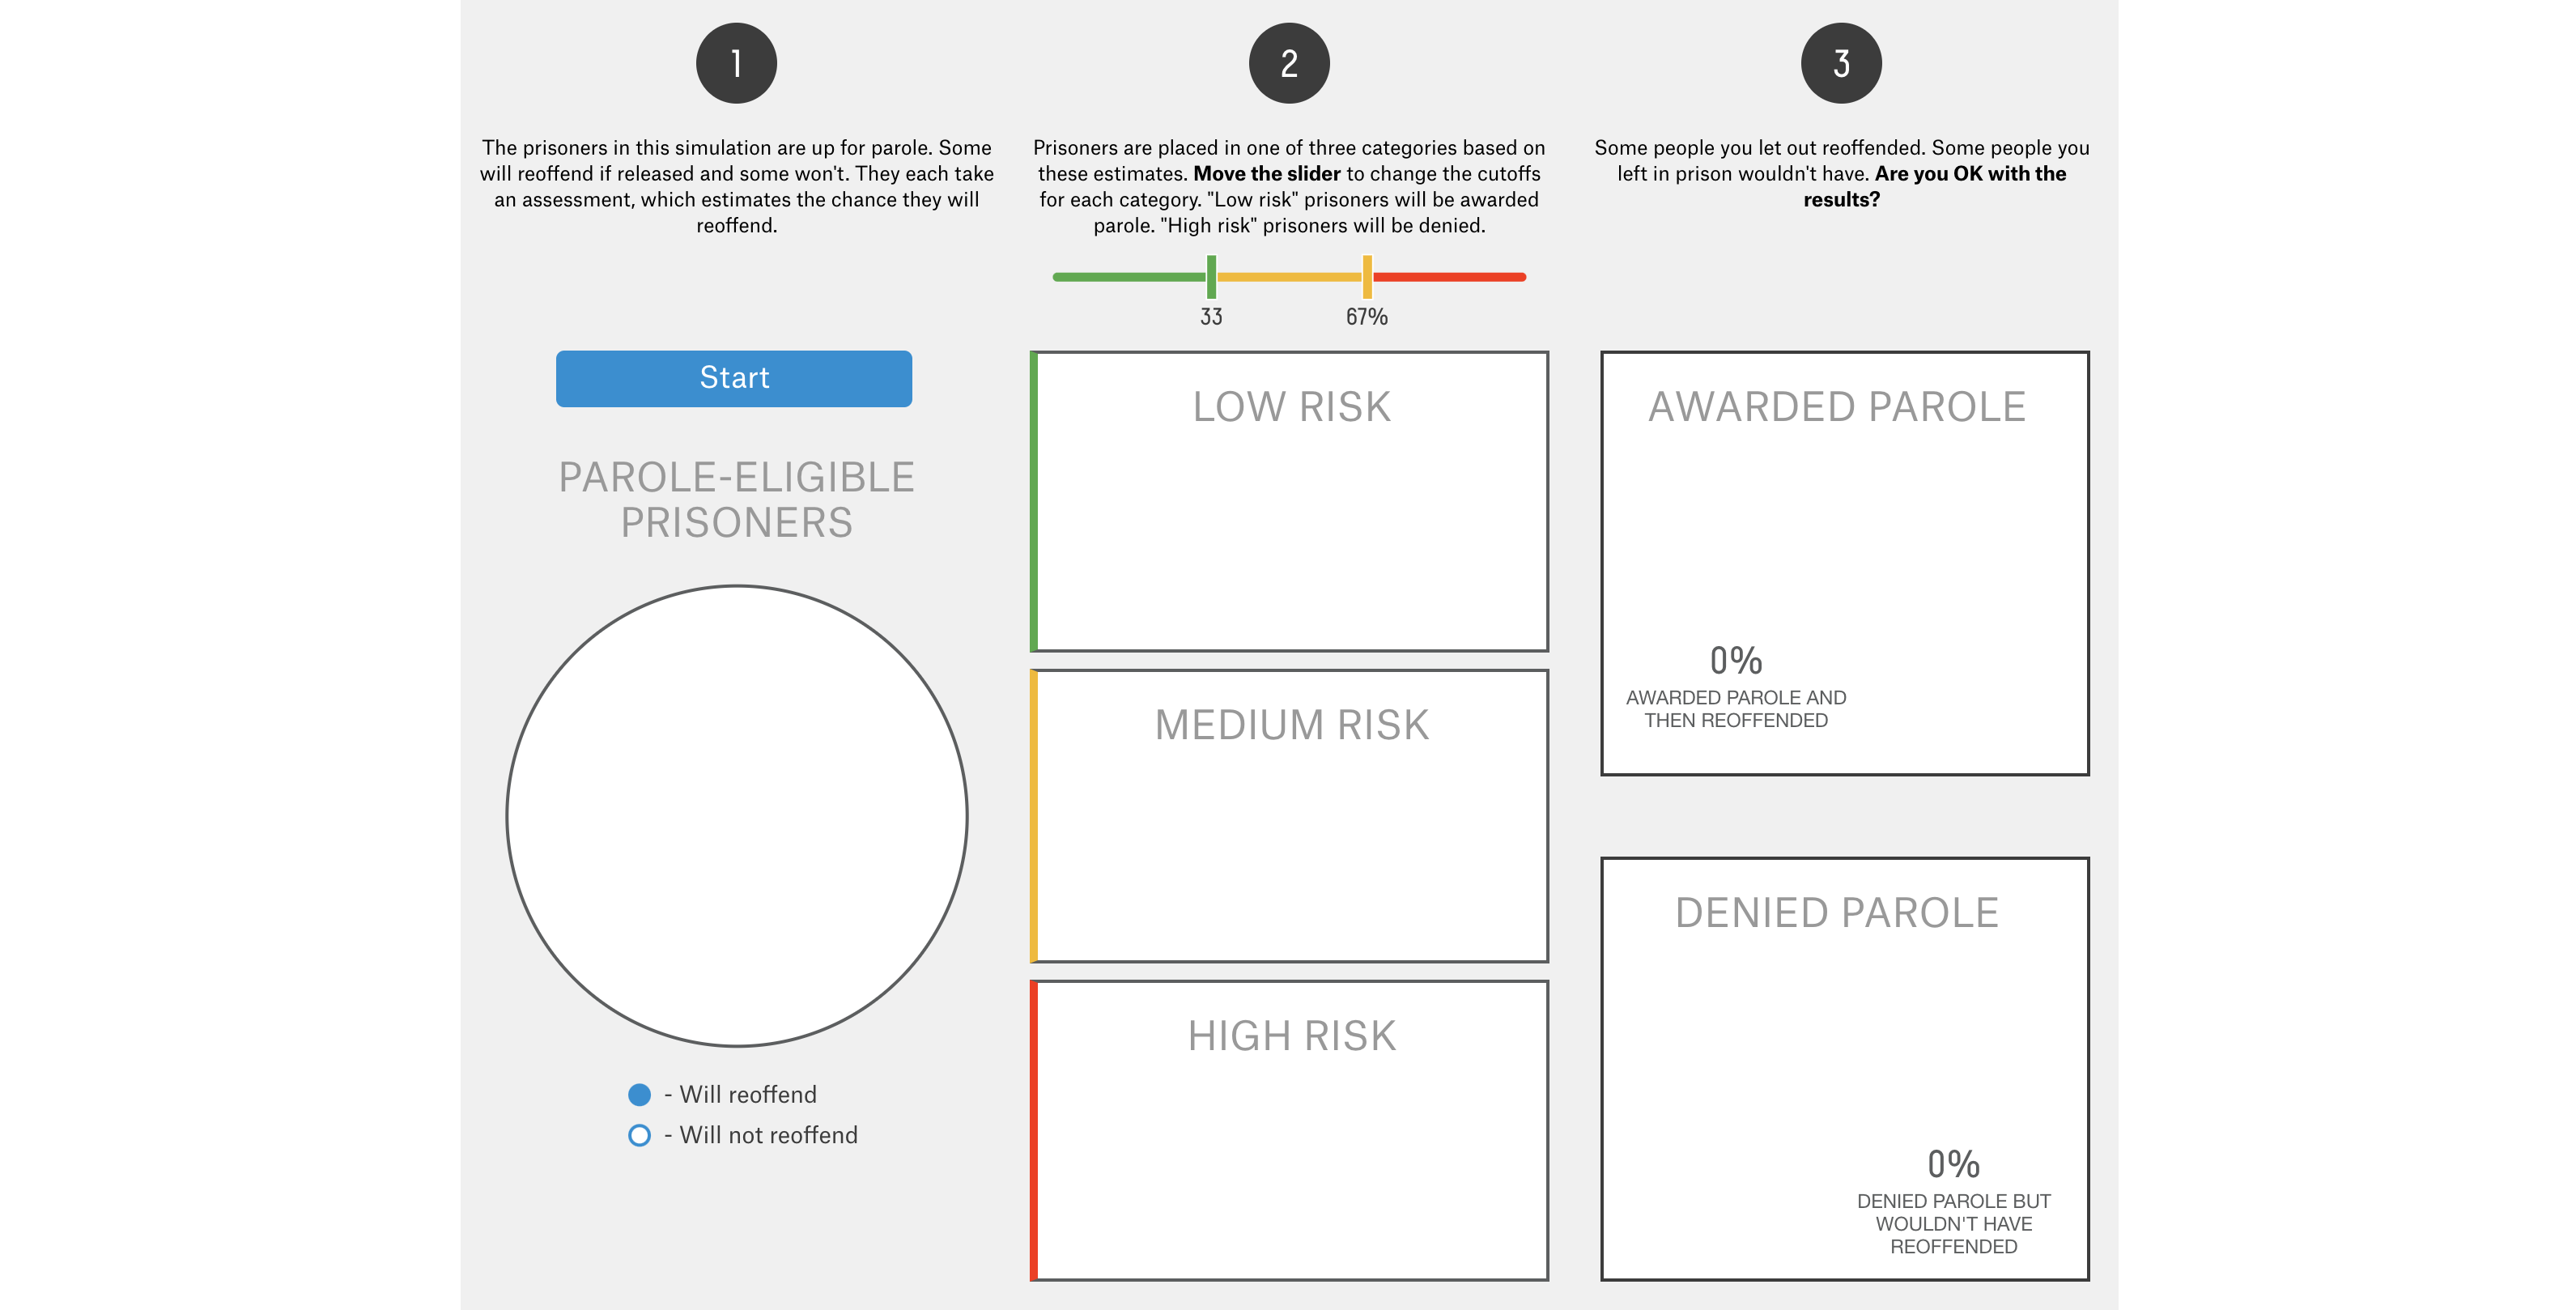 1
The prisoners in this simulation are up for parole. Some
will reoffend if released and some won't. They each take
an assessment, which estimates the chance they will
reoffend.
Start
PAROLE-ELIGIBLE
PRISONERS
- Will reoffend
- Will not reoffend
2
Prisoners are placed in one of three categories based on
these estimates. Move the slider to change the cutoffs
for each category. "Low risk" prisoners will be awarded
parole. "High risk" prisoners will be denied.
33
67%
LOW RISK
MEDIUM RISK
HIGH RISK
3
Some people you let out reoffended. Some people you
left in prison wouldn't have. Are you OK with the
results?
AWARDED PAROLE
0%
AWARDED PAROLE AND
THEN REOFFENDED
DENIED PAROLE
0%
DENIED PAROLE BUT
WOULDN'T HAVE
REOFFENDED